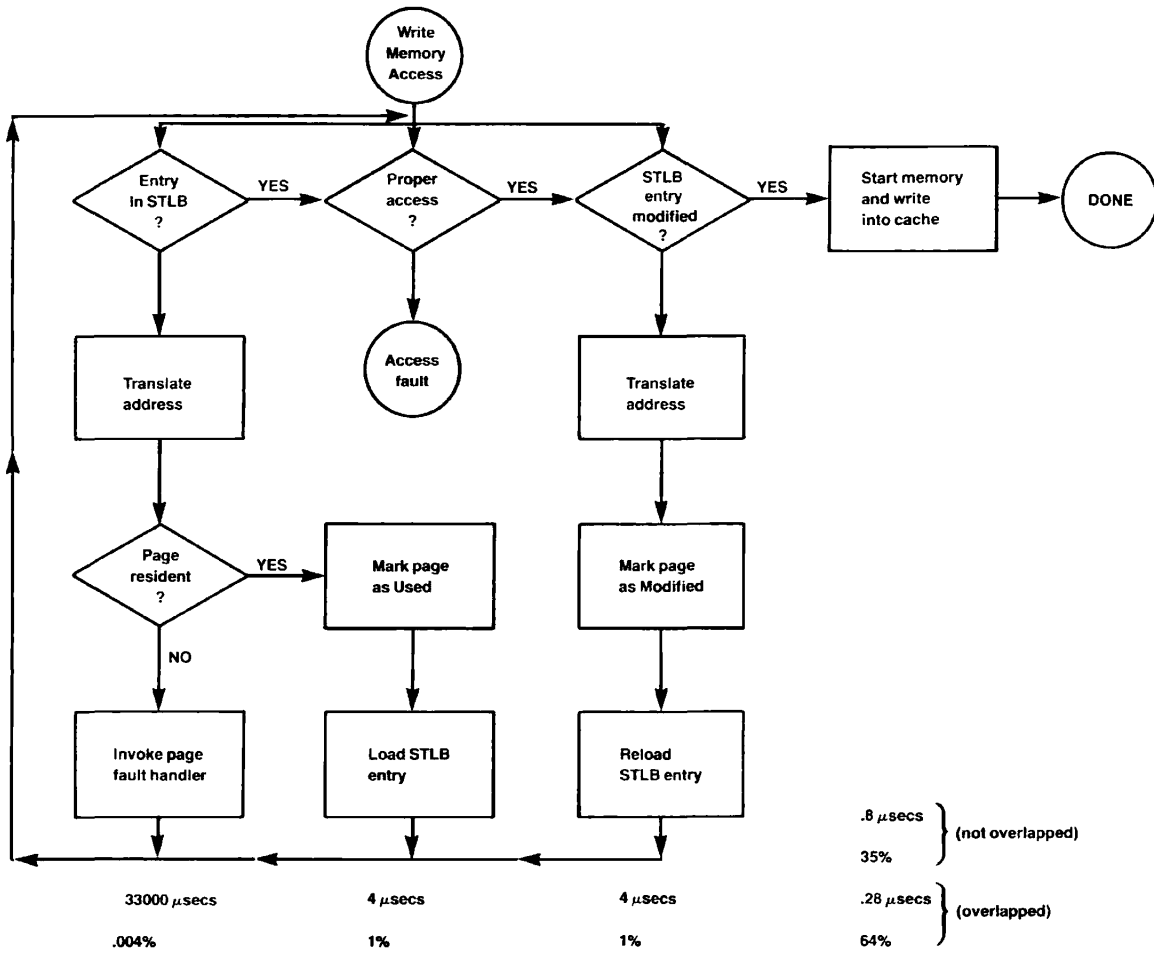 Write
Memory
Access
Entry
In STLB
?
YES
Proper
access
?
YES
STLB
entry
modified
?
YES
Start memory
and write
into cache
DONE
Translate
address
Access
fault
Translate
address
Page
resident
?
YES
Mark page
as Used
Mark page
as Modified
NO
Invoke page
fault handler
Load STLB
entry
Reload
STLB entry
.8 μsecs
35%
(not overlapped)
33000 μsecs
.004%
4 μsecs
1%
4 μsecs
1%
.28 μsecs
64%
(overlapped)